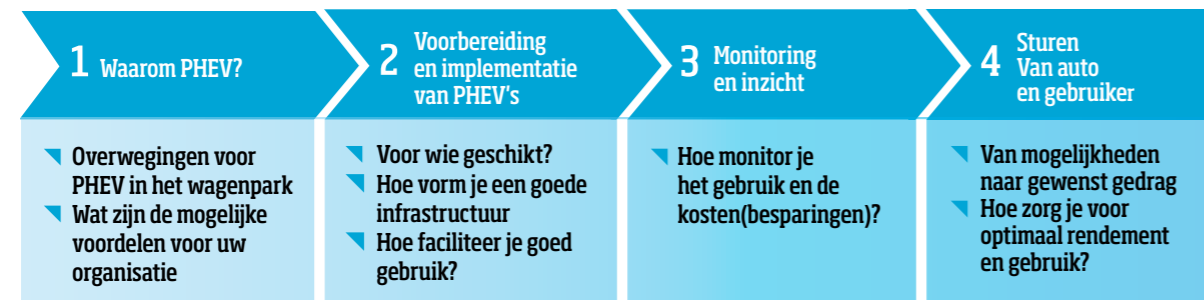 1 Waarom PHEV?
Overwegingen voor
PHEV in het wagenpark
Wat zijn de mogelijke
voordelen voor uw
organisatie
2 Voorbereiding
en implementatie
van PHEV's
Voor wie geschikt?
Hoe vorm je een goede
infrastructuur
Hoe faciliteer je goed
gebruik?
3 Monitoring
en inzicht
Hoe monitor je
het gebruik en de
kosten(besparingen)?
4 Sturen
Van auto
en gebruiker
Van mogelijkheden
naar gewenst gedrag
Hoe zorg je voor
optimaal rendement
en gebruik?